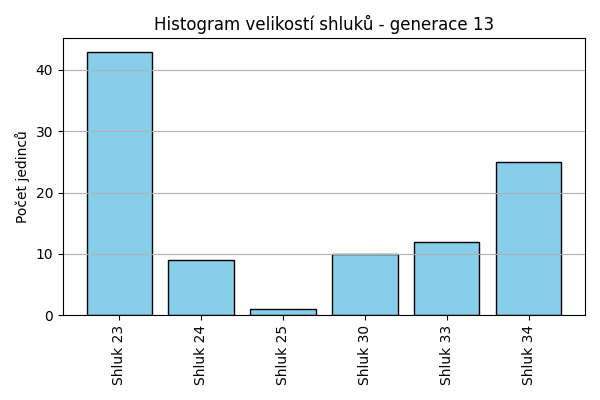 Histogram velikostí shluků - generace 13
Počet jedinců
40
30
20
10
0
Shluk 23
Shluk 24
Shluk 25
Shluk 30
Shluk 33
Shluk 34